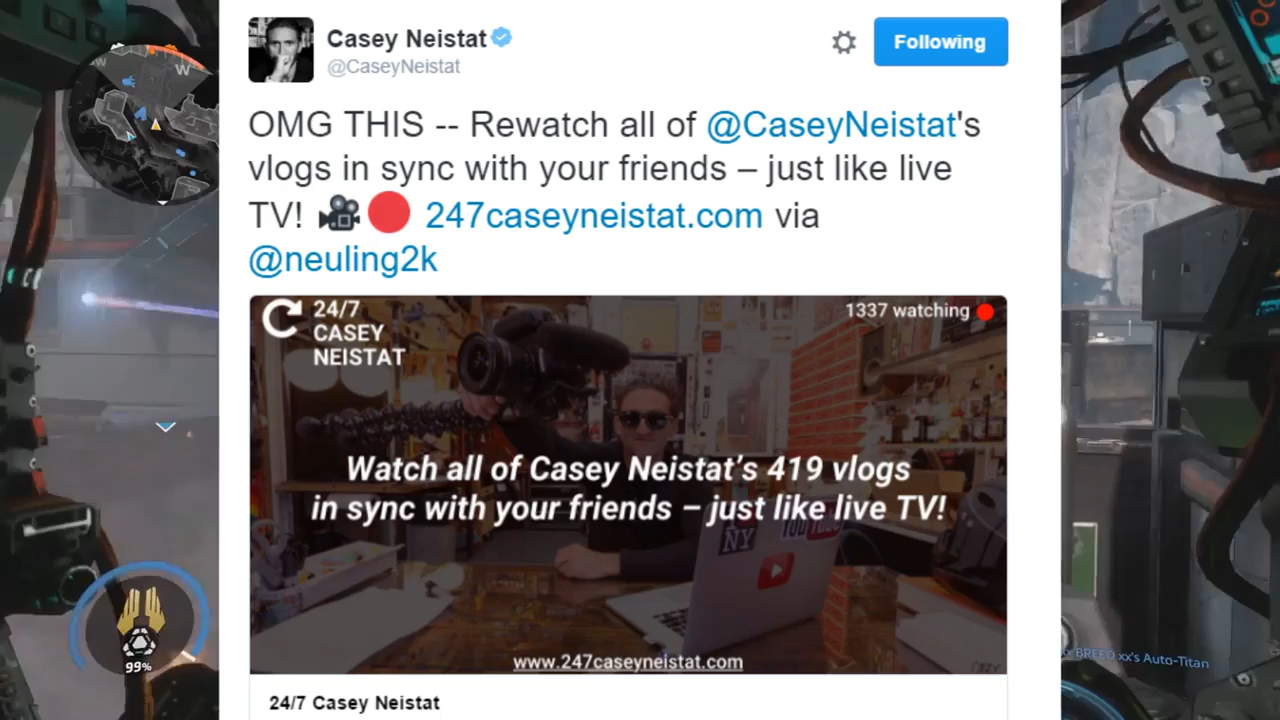 W
W
Casey Neistat
@CaseyNeistat
Following
OMG THIS -- Rewatch all of @CaseyNeistat's
vlogs in sync with your friends – just like live
TV! 🎥🔴 247caseyneistat.com via
@neuling2k
24/7
CASEY
NEISTAT
1337 watching
Watch all of Casey Neistat's 419 vlogs
in sync with your friends – just like live TV!
NY
YOUTUBE
www.247caseyneistat.com
24/7 Casey Neistat
99%
BREED xx's Auto-Titan